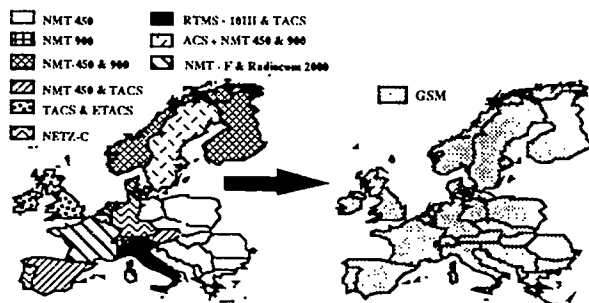 NMT 450
NMT 900
NMT- 450 & 900
NMT 450 & TACS
TACS & ETACS
NETZ-C
RTMS - 101H & TACS
ACS + NMT 450 & 900
NMT - F & Radiocom 2000
GSM